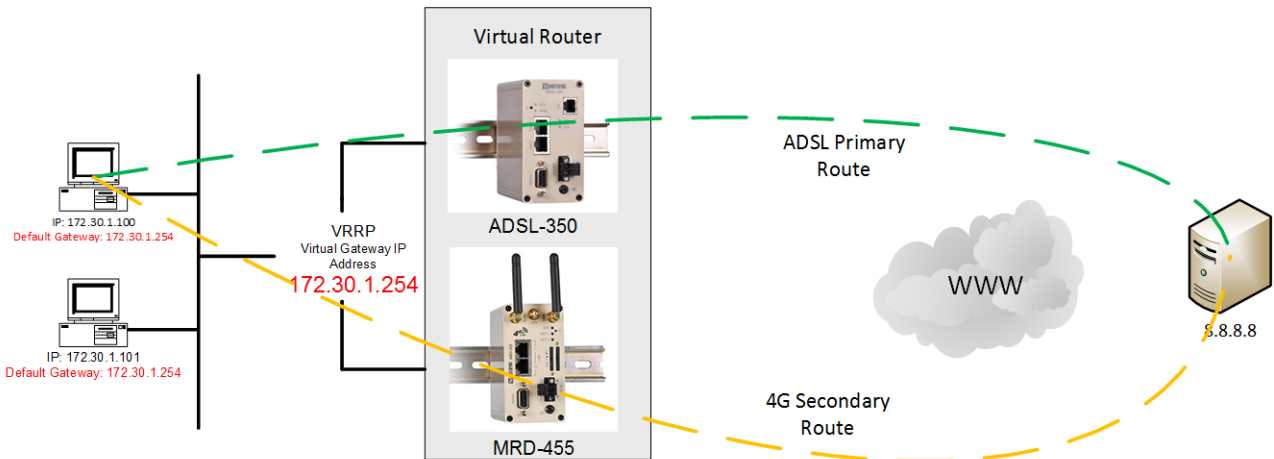 Virtual Router
ADSL-350
ADSL Primary
Route
IP: 172.30.1.100
Default Gateway: 172.30.1.254
VRRP
Virtual Gateway IP
Address
172.30.1.254
WWW
8.8.8.8
IP: 172.30.1.101
Default Gateway: 172.30.1.254
4G Secondary
Route
MRD-455